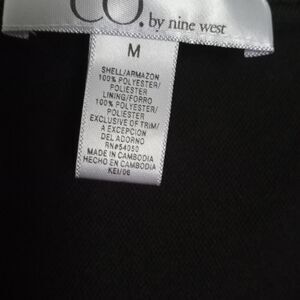 CO. by nine west
M
SHELL/ARMAZON
100% POLYESTER/
POLIESTER
LINING/FORRO
100% POLYESTER/
POLIESTER
EXCLUSIVE OF TRIM/
A EXCEPCION
DEL ADORNO
RN#54050
MADE IN CAMBODIA
HECHO EN CAMBODIA
KEI/06